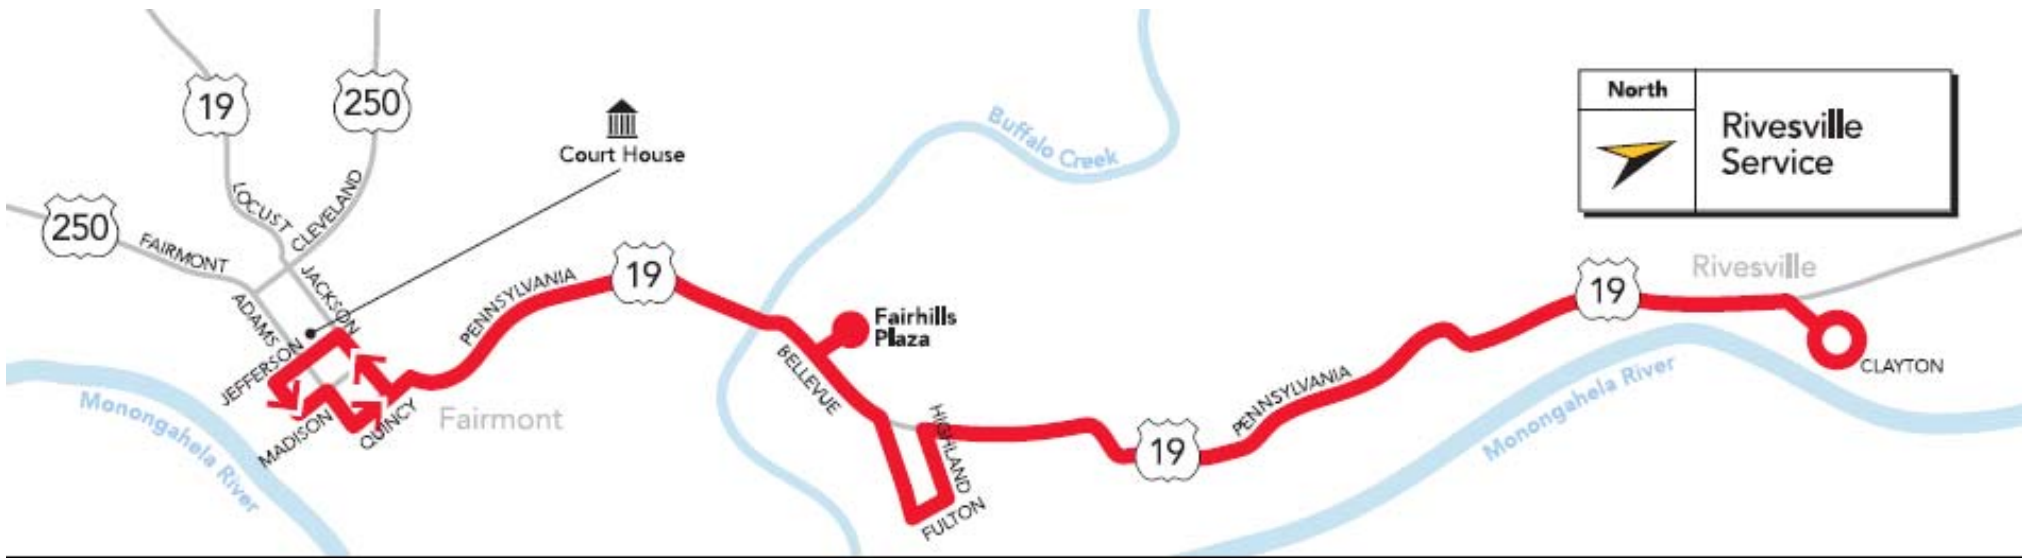 19
250
Court House
Buffalo Creek
North
Rivesville
Service
LOCUST
CLEVELAND
250
FAIRMONT
JACKSON
ADAMS
JEFFERSON
MADISON
QUINCY
Fairmont
Monongahela River
PENNSYLVANIA
19
Fairhills
Plaza
BELLEVUE
HIGHLAND
FULTON
19
PENNSYLVANIA
19
Rivesville
Monongahela River
CLAYTON